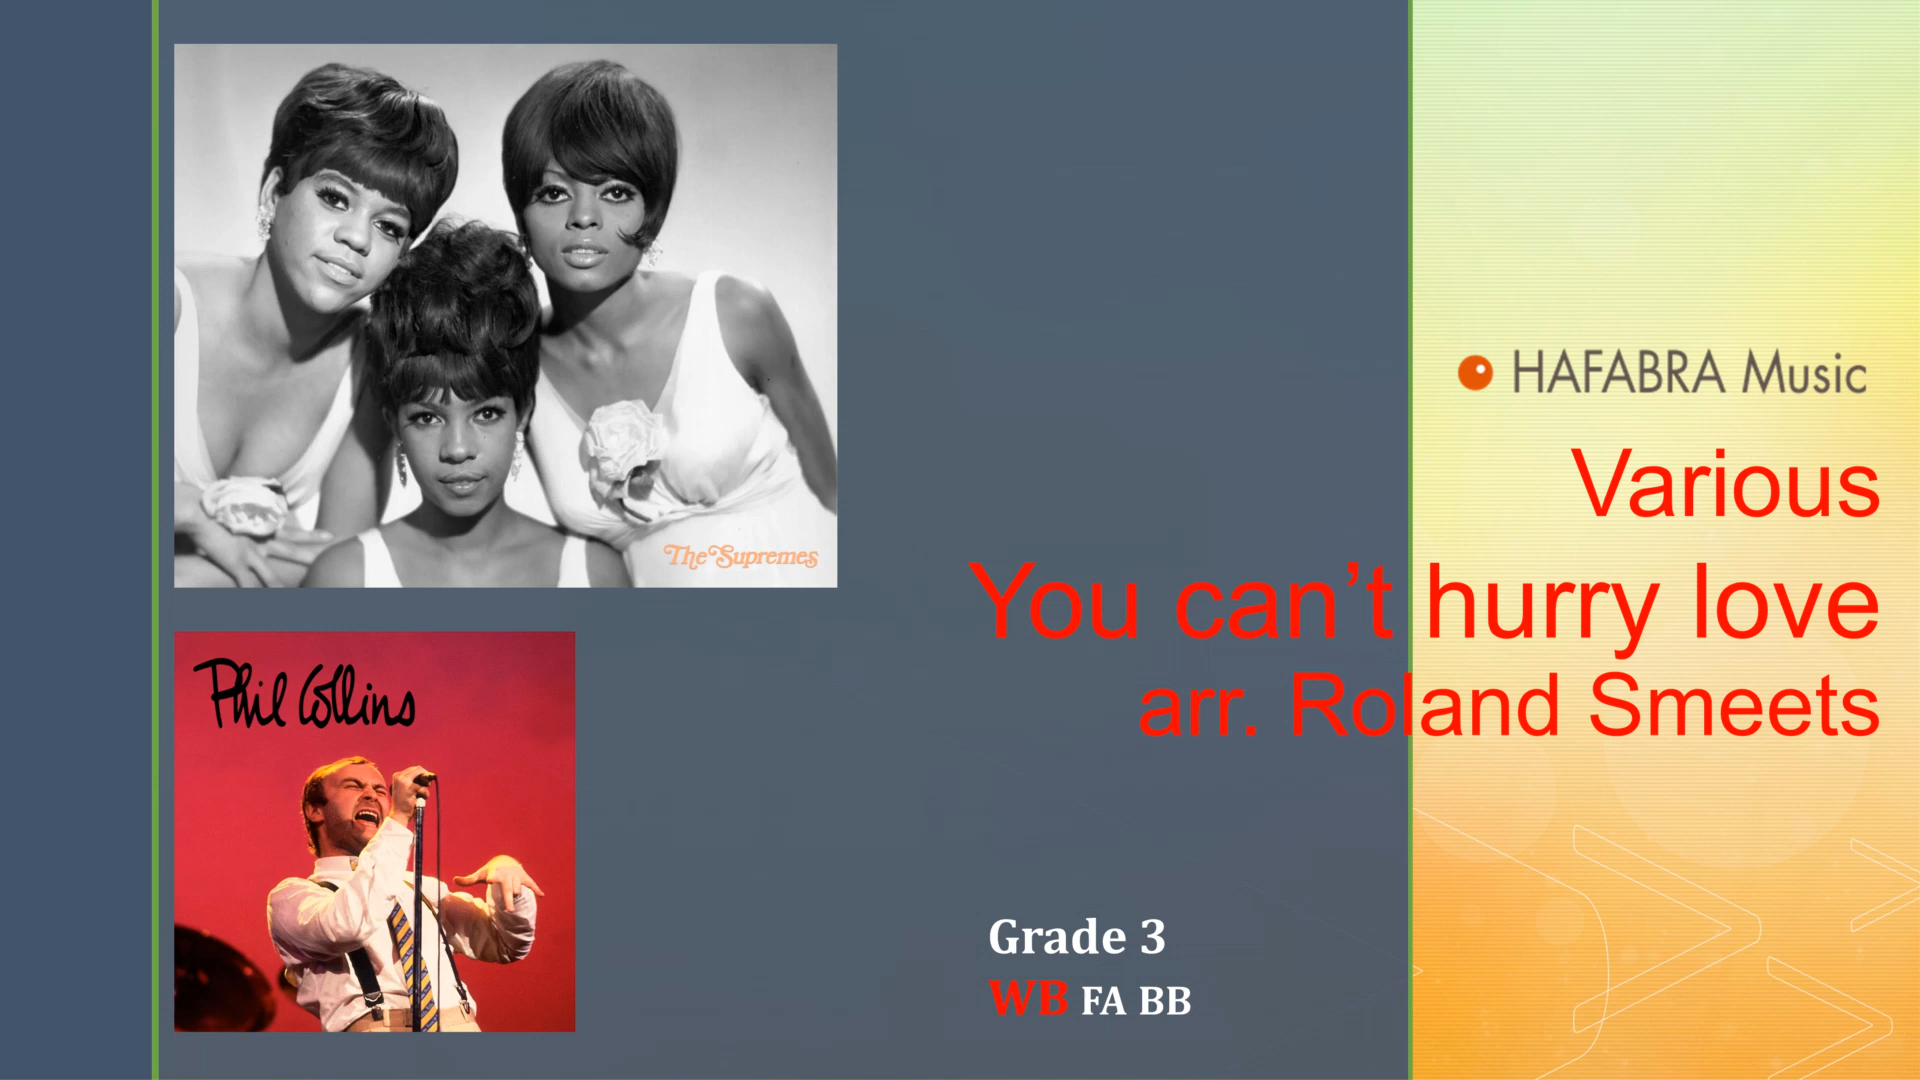 The Supremes
Phil Collins
HAFABRA Music
Various
You can’t hurry love
arr. Roland Smeets
Grade 3
WB FA BB